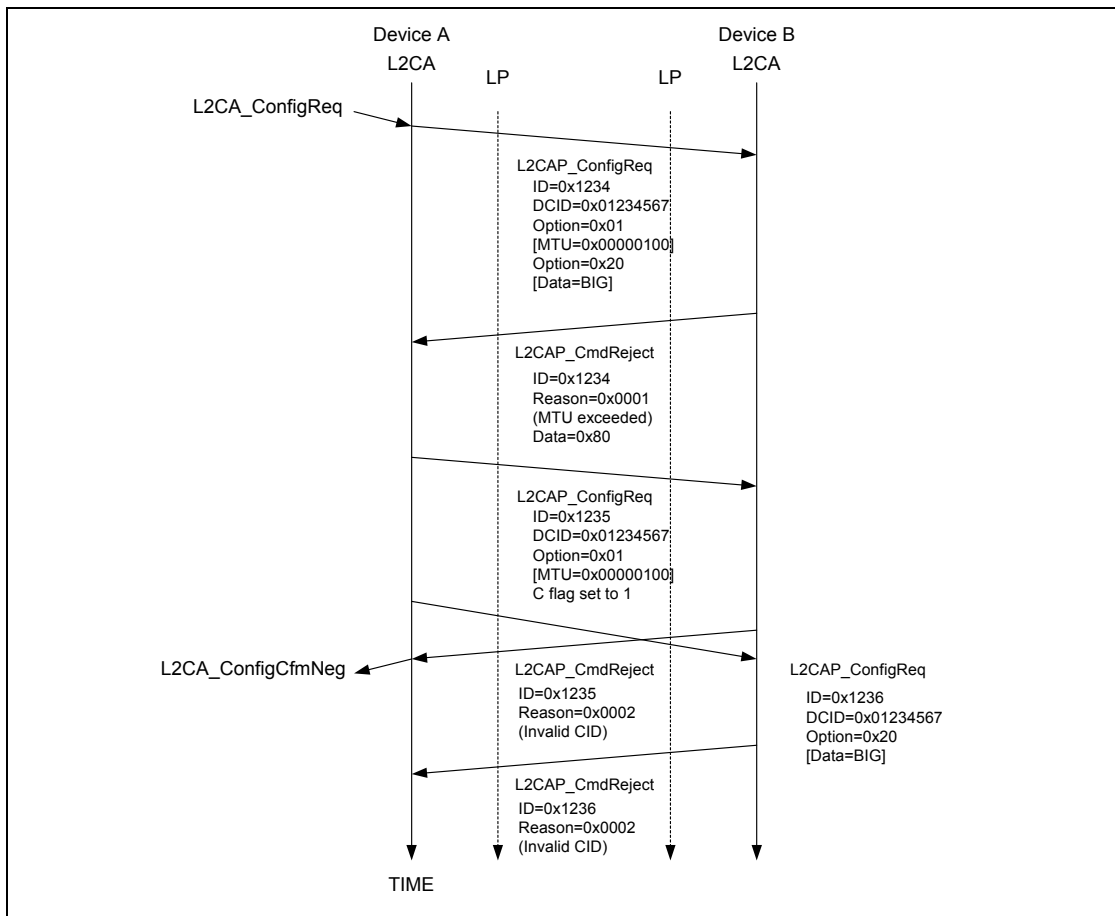 Device A
L2CA
LP
LP
Device B
L2CA
L2CA_ConfigReq
L2CAP_ConfigReq
ID=0x1234
DCID=0x01234567
Option=0x01
[MTU=0x00000100]
Option=0x20
[Data=BIG]
L2CAP_CmdReject
ID=0x1234
Reason=0x0001
(MTU exceeded)
Data=0x80
L2CAP_ConfigReq
ID=0x1235
DCID=0x01234567
Option=0x01
[MTU=0x00000100]
C flag set to 1
L2CA_ConfigCfmNeg
L2CAP_CmdReject
ID=0x1235
Reason=0x0002
(Invalid CID)
L2CAP_ConfigReq
ID=0x1236
DCID=0x01234567
Option=0x20
[Data=BIG]
L2CAP_CmdReject
ID=0x1236
Reason=0x0002
(Invalid CID)
TIME